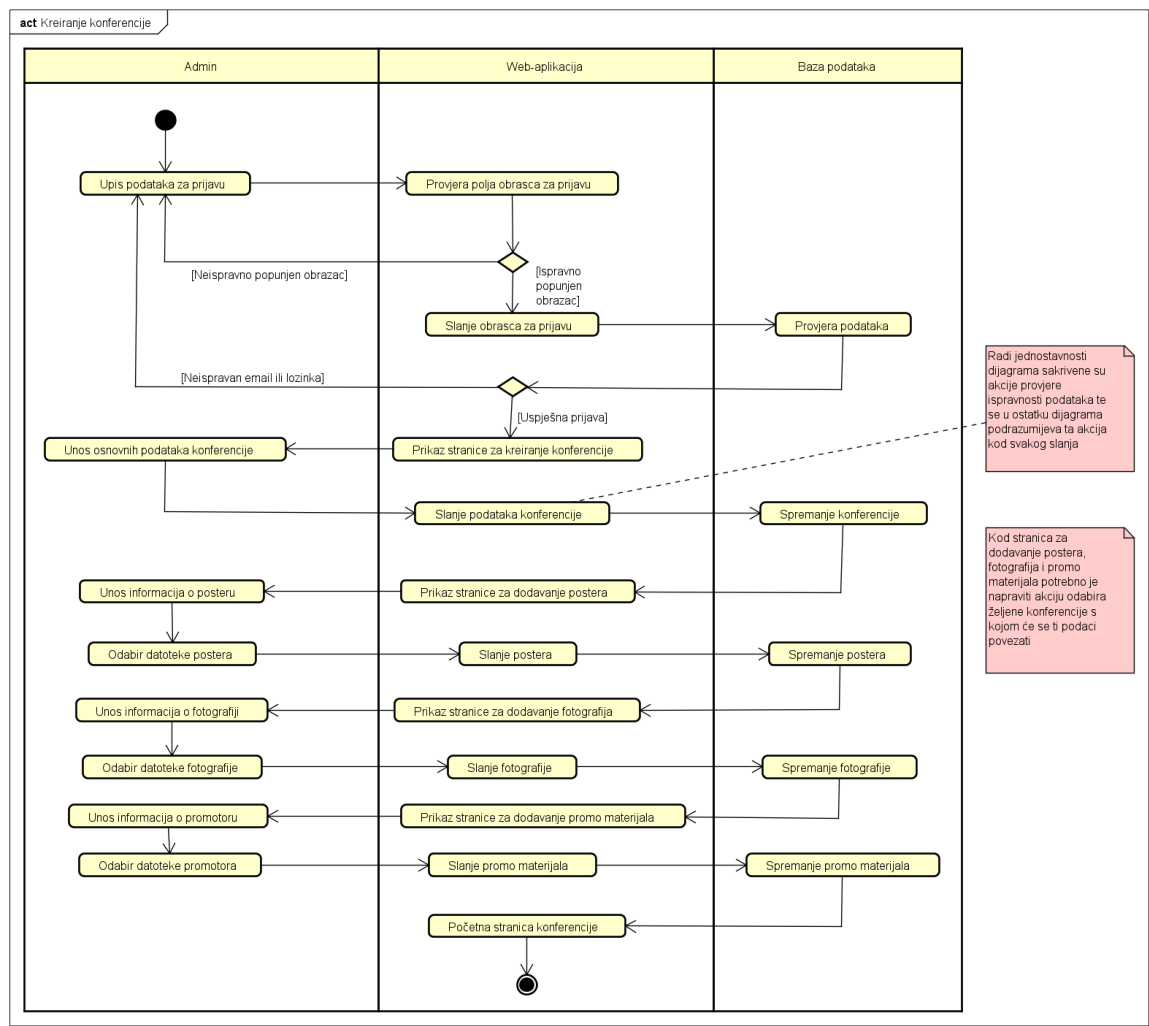 act Kreiranje konferencije
Admin
Web-aplikacija
Baza podataka
Upis podataka za prijavu
Provjera polja obrasca za prijavu
[Neispravno popunjen obrazac]
[Ispravno
popunjen
obrazac]
Slanje obrasca za prijavu
Provjera podataka
[Neispravan email ili lozinka]
[Uspješna prijava]
Radi jednostavnosti
dijagrama sakrivene su
akcije provjere
ispravnosti podataka te
se u ostatku dijagrama
podrazumijeva ta akcija
kod svakog slanja
Unos osnovnih podataka konferencije
Prikaz stranice za kreiranje konferencije
Slanje podataka konferencije
Spremanje konferencije
Kod stranica za
dodavanje postera,
fotografija i promo
materijala potrebno je
napraviti akciju odabira
željene konferencije s
kojom će se ti podaci
povezati
Unos informacija o posteru
Prikaz stranice za dodavanje postera
Odabir datoteke postera
Slanje postera
Spremanje postera
Unos informacija o fotografiji
Prikaz stranice za dodavanje fotografija
Odabir datoteke fotografije
Slanje fotografije
Spremanje fotografije
Unos informacija o promotoru
Prikaz stranice za dodavanje promo materijala
Odabir datoteke promotora
Slanje promo materijala
Spremanje promo materijala
Početna stranica konferencije